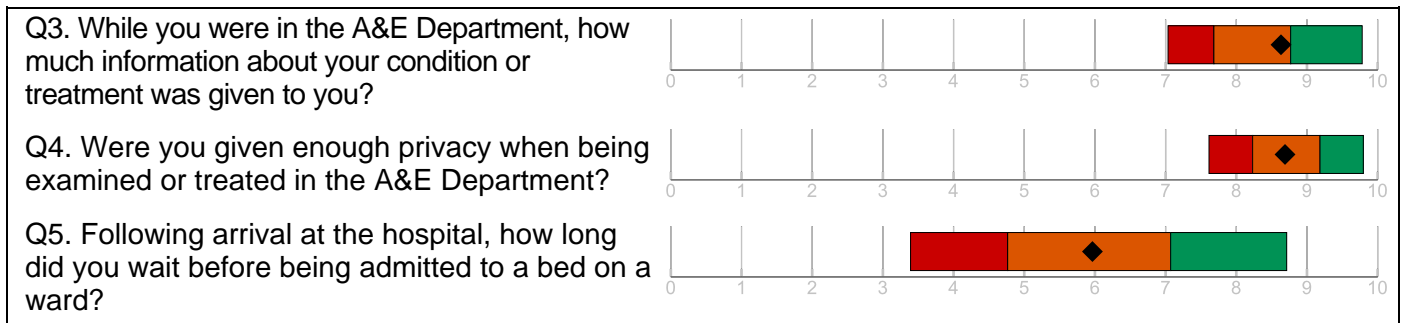 Q3. While you were in the A&E Department, how
much information about your condition or
treatment was given to you?
0 1 2 3 4 5 6 7 8 9 10
Q4. Were you given enough privacy when being
examined or treated in the A&E Department?
0 1 2 3 4 5 6 7 8 9 10
Q5. Following arrival at the hospital, how long
did you wait before being admitted to a bed on a
ward?
0 1 2 3 4 5 6 7 8 9 10